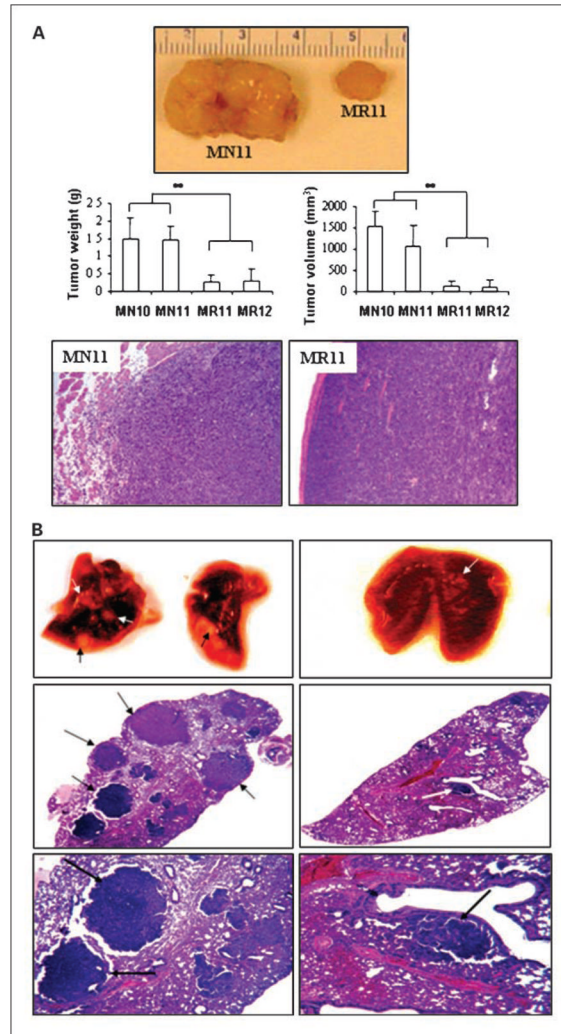 A
2 3 4 5 6
MN11
MR11
Tumor weight (g)
2 5
2
1.5
1
0 5
0
**
MN10 MN11 MR11 MR12
Tumor volume (mm³)
2000
1500
1000
500
0
**
MN10 MN11 MR11 MR12
MN11
MR11
B